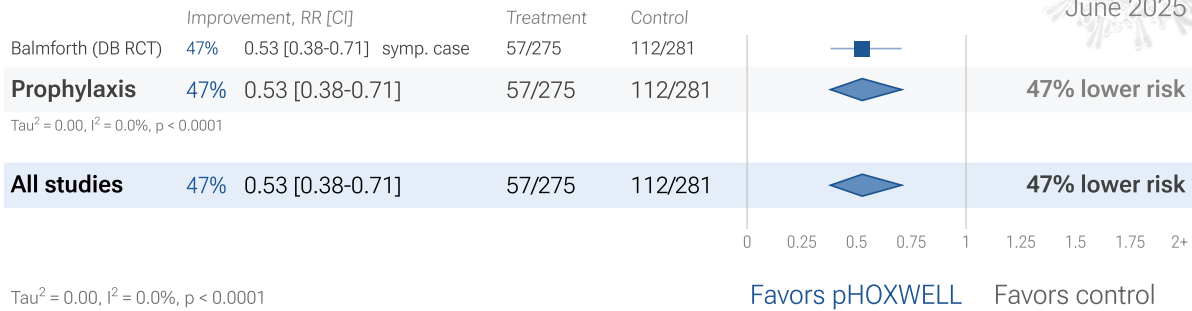 June 2025
Improvement, RR [CI] Treatment Control
Balmforth (DB RCT) 47% 0.53 [0.38-0.71] symp. case 57/275 112/281
Prophylaxis 47% 0.53 [0.38-0.71] 57/275 112/281 47% lower risk
Tau² = 0.00, I² = 0.0%, p < 0.0001
All studies 47% 0.53 [0.38-0.71] 57/275 112/281 47% lower risk
0 0.25 0.5 0.75 1 1.25 1.5 1.75 2+
Tau² = 0.00, I² = 0.0%, p < 0.0001 Favors pHOXWELL Favors control